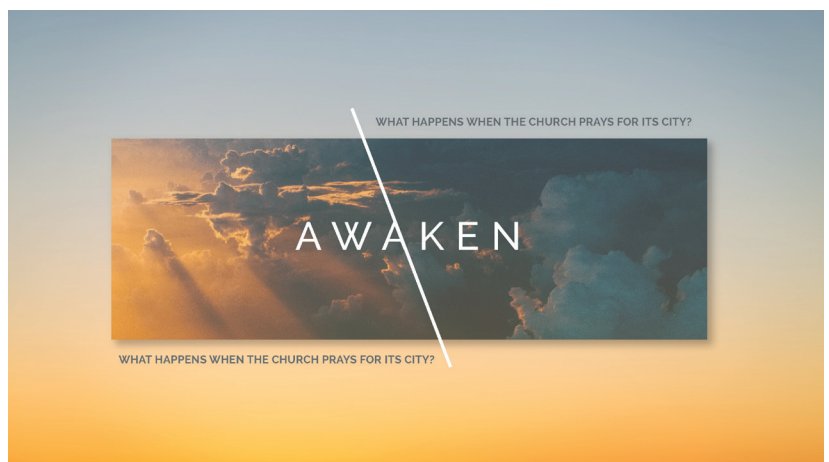 WHAT HAPPENS WHEN THE CHURCH PRAYS FOR ITS CITY?
AWAKEN
WHAT HAPPENS WHEN THE CHURCH PRAYS FOR ITS CITY?